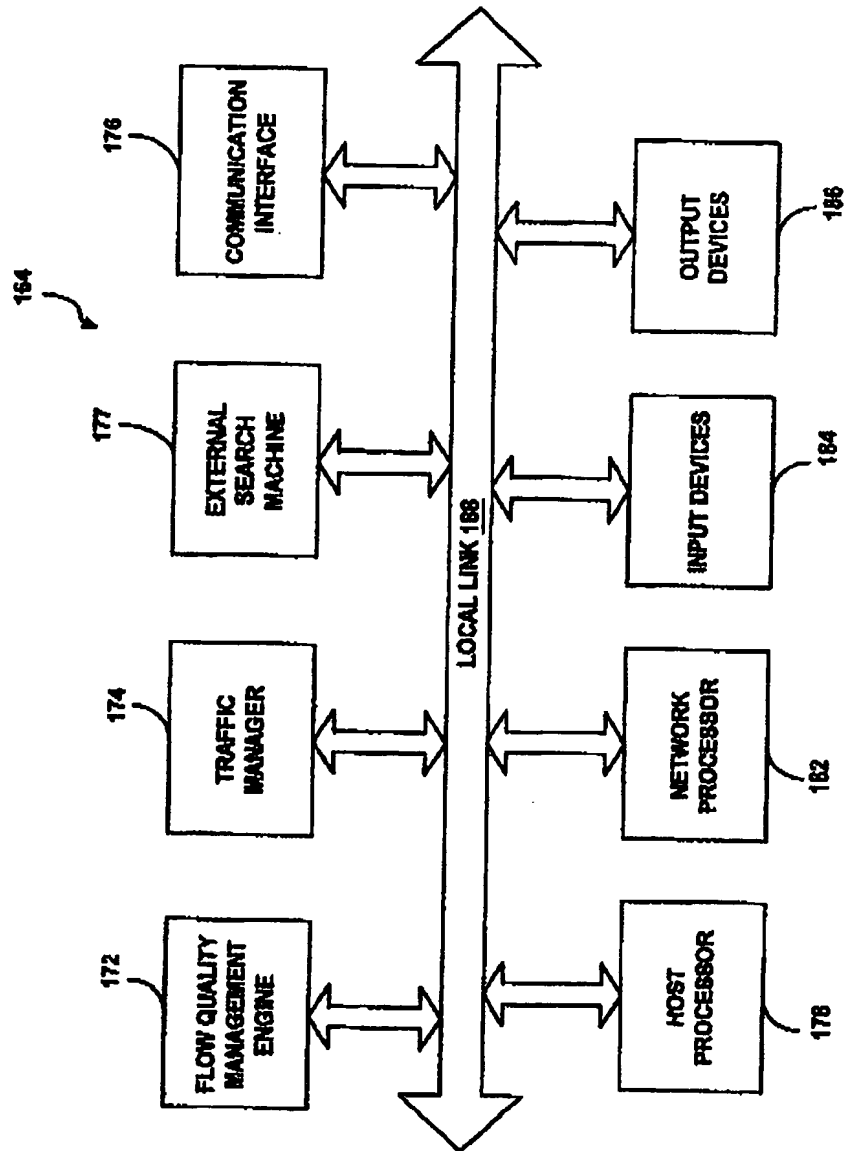 164
172
174
177
176
FLOW QUALITY
MANAGEMENT
ENGINE
TRAFFIC
MANAGER
EXTERNAL
SEARCH
MACHINE
COMMUNICATION
INTERFACE
LOCAL LINK 188
HOST
PROCESSOR
NETWORK
PROCESSOR
INPUT DEVICES
OUTPUT
DEVICES
178
182
184
186